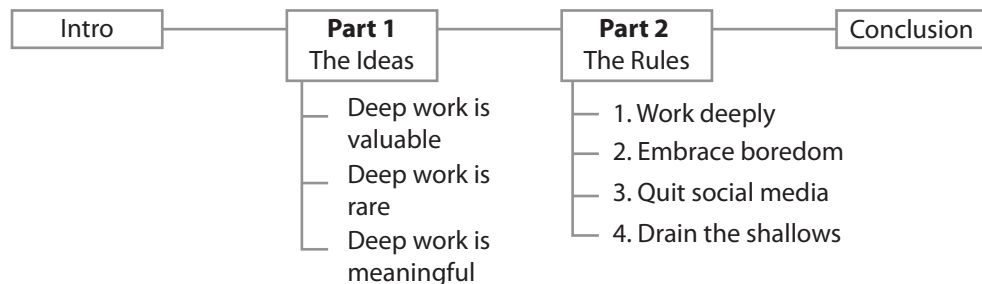 Intro
Part 1
The Ideas
Deep work is
valuable
Deep work is
rare
Deep work is
meaningful
Part 2
The Rules
1. Work deeply
2. Embrace boredom
3. Quit social media
4. Drain the shallows
Conclusion